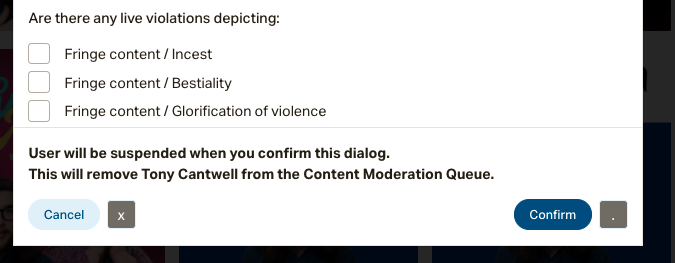 Are there any live violations depicting:
Fringe content / Incest
Fringe content / Bestiality
Fringe content / Glorification of violence
User will be suspended when you confirm this dialog.
This will remove Tony Cantwell from the Content Moderation Queue.
Cancel x Confirm .